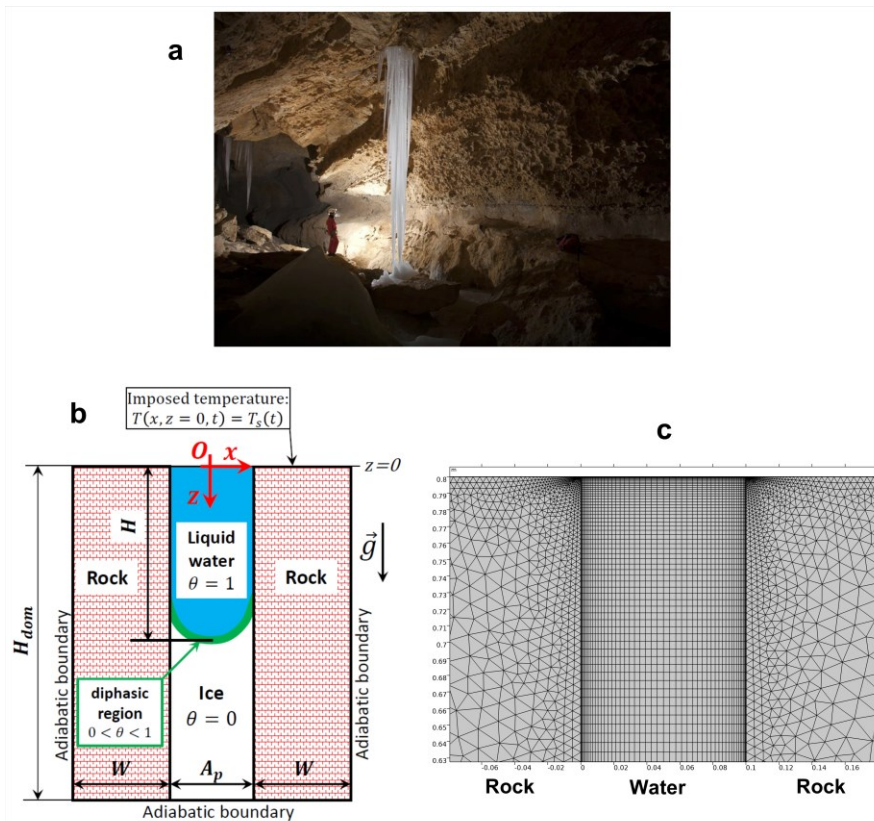 a
b
Imposed temperature:
T(x, z = 0, t) = T_s(t)
O
x
z=0
z
H
Liquid
water
θ = 1
Rock
Rock
g⃗
H_dom
Adiabatic boundary
Adiabatic boundary
diphasic
region
0 < θ < 1
Ice
θ = 0
W
A_p
W
Adiabatic boundary
c
0.8
0.79
0.78
0.77
0.76
0.75
0.74
0.73
0.72
0.71
0.7
0.69
0.68
0.67
0.66
0.65
0.64
0.63
-0.06 -0.04 -0.02 0 0.02 0.04 0.06 0.08 0.1 0.12 0.14 0.16
Rock Water Rock